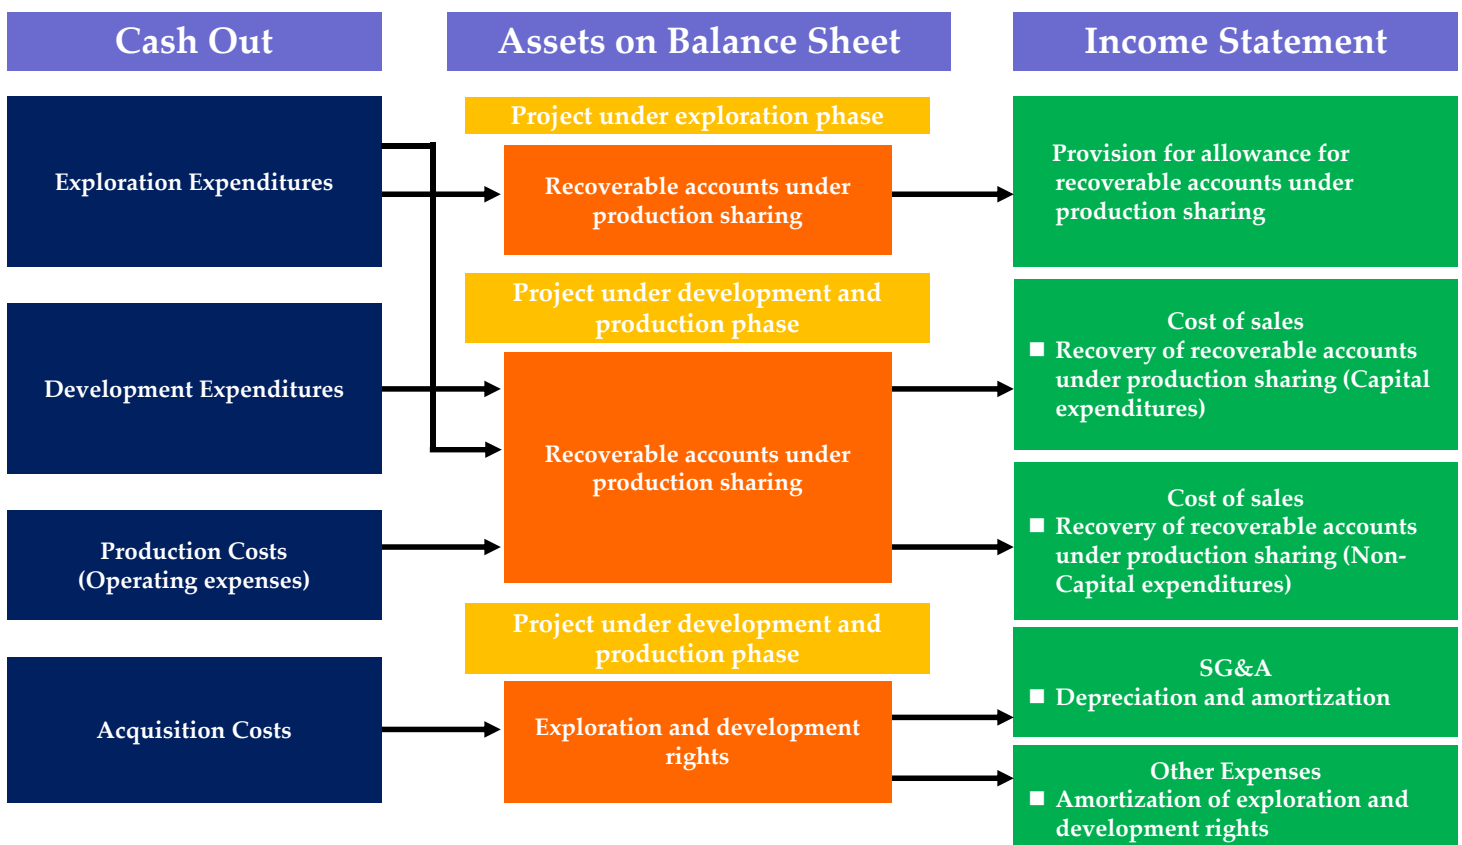 Cash Out
Assets on Balance Sheet
Income Statement
Exploration Expenditures
Development Expenditures
Production Costs
(Operating expenses)
Acquisition Costs
Project under exploration phase
Recoverable accounts under
production sharing
Project under development and
production phase
Recoverable accounts under
production sharing
Project under development and
production phase
Exploration and development
rights
Provision for allowance for
recoverable accounts under
production sharing
Cost of sales
■ Recovery of recoverable accounts
under production sharing (Capital
expenditures)
Cost of sales
■ Recovery of recoverable accounts
under production sharing (Non-
Capital expenditures)
SG&A
■ Depreciation and amortization
Other Expenses
■ Amortization of exploration and
development rights